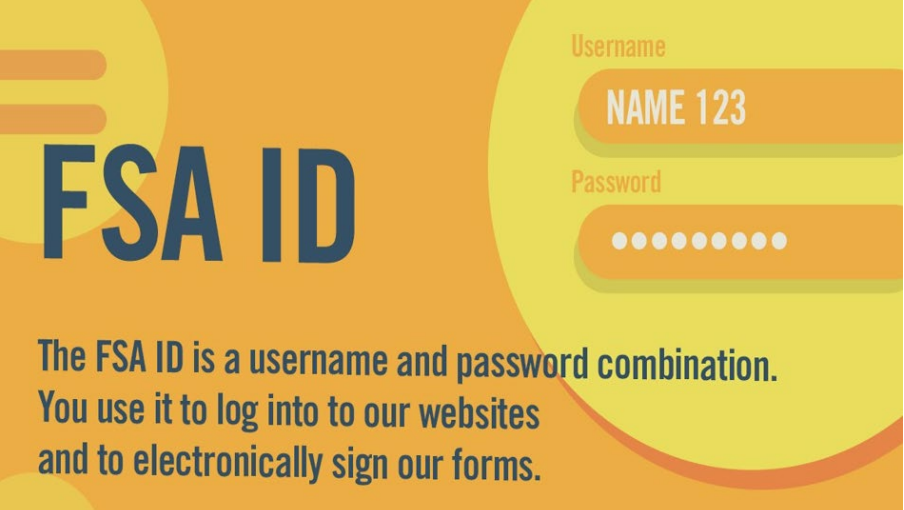 Username
NAME 123
Password
FSA ID
The FSA ID is a username and password combination.
You use it to log into to our websites
and to electronically sign our forms.